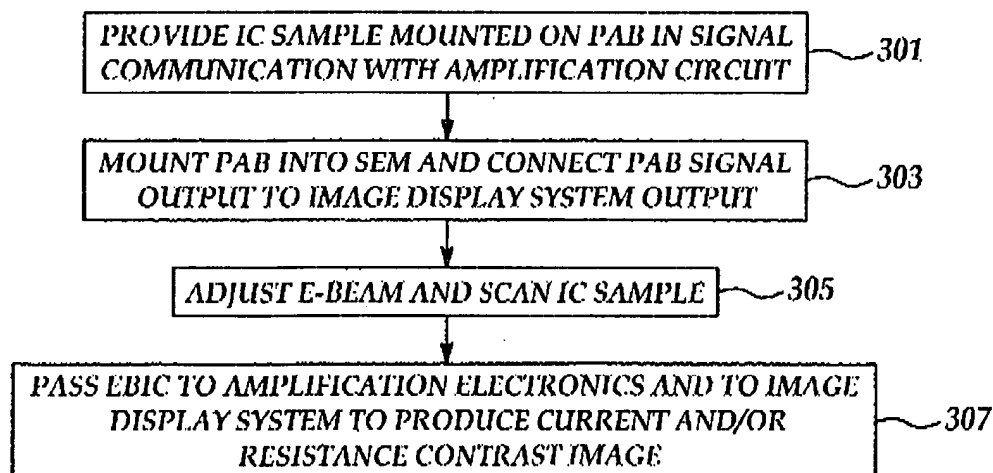 PROVIDE IC SAMPLE MOUNTED ON PAB IN SIGNAL
COMMUNICATION WITH AMPLIFICATION CIRCUIT
301
MOUNT PAB INTO SEM AND CONNECT PAB SIGNAL
OUTPUT TO IMAGE DISPLAY SYSTEM OUTPUT
303
ADJUST E-BEAM AND SCAN IC SAMPLE
305
PASS EBIC TO AMPLIFICATION ELECTRONICS AND TO IMAGE
DISPLAY SYSTEM TO PRODUCE CURRENT AND/OR
RESISTANCE CONTRAST IMAGE
307